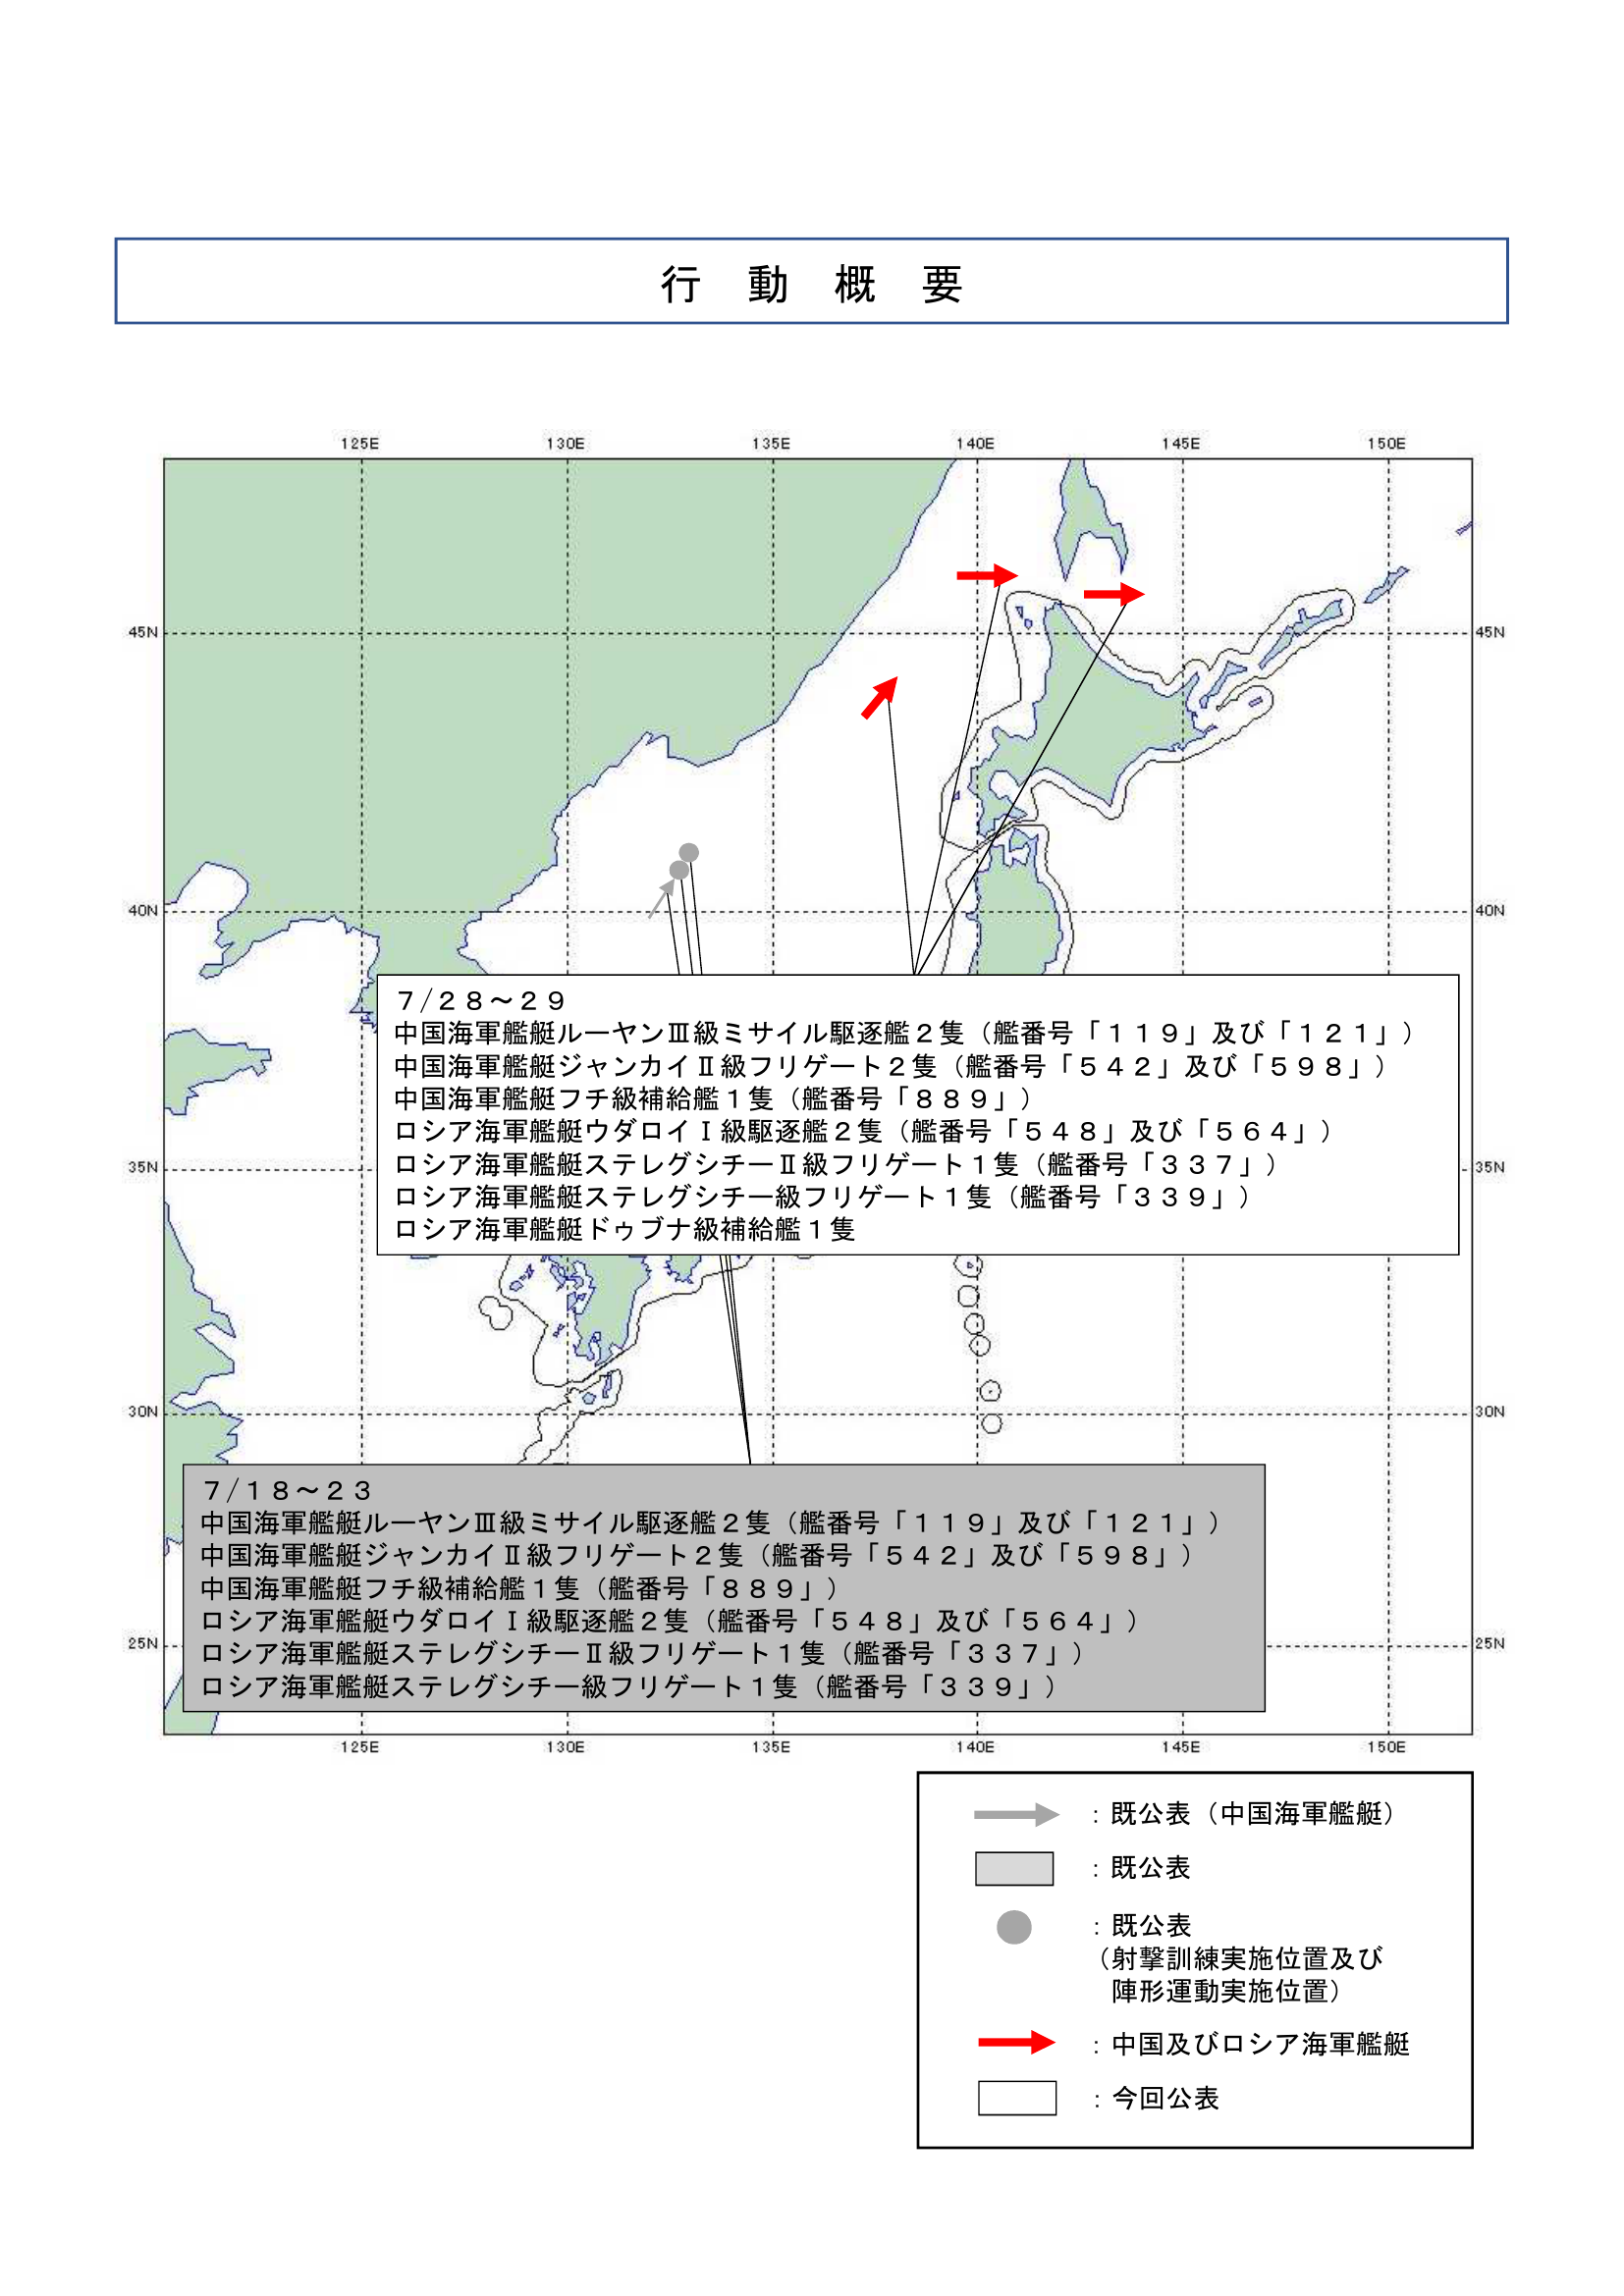 行　動　概　要
125E 130E 135E 140E 145E 150E
45N 45N
40N 40N
７/２８～２９
中国海軍艦艇ルーヤンⅢ級ミサイル駆逐艦２隻（艦番号「１１９」及び「１２１」）
中国海軍艦艇ジャンカイⅡ級フリゲート２隻（艦番号「５４２」及び「５９８」）
中国海軍艦艇フチ級補給艦１隻（艦番号「８８９」）
ロシア海軍艦艇ウダロイⅠ級駆逐艦２隻（艦番号「５４８」及び「５６４」）
ロシア海軍艦艇ステレグシチーⅡ級フリゲート１隻（艦番号「３３７」）
ロシア海軍艦艇ステレグシチー級フリゲート１隻（艦番号「３３９」）
ロシア海軍艦艇ドゥブナ級補給艦１隻
35N 35N
30N 30N
７/１８～２３
中国海軍艦艇ルーヤンⅢ級ミサイル駆逐艦２隻（艦番号「１１９」及び「１２１」）
中国海軍艦艇ジャンカイⅡ級フリゲート２隻（艦番号「５４２」及び「５９８」）
中国海軍艦艇フチ級補給艦１隻（艦番号「８８９」）
ロシア海軍艦艇ウダロイⅠ級駆逐艦２隻（艦番号「５４８」及び「５６４」）
ロシア海軍艦艇ステレグシチーⅡ級フリゲート１隻（艦番号「３３７」）
ロシア海軍艦艇ステレグシチー級フリゲート１隻（艦番号「３３９」）
25N 25N
125E 130E 135E 140E 145E 150E
：既公表（中国海軍艦艇）
：既公表
：既公表
（射撃訓練実施位置及び
陣形運動実施位置）
：中国及びロシア海軍艦艇
：今回公表